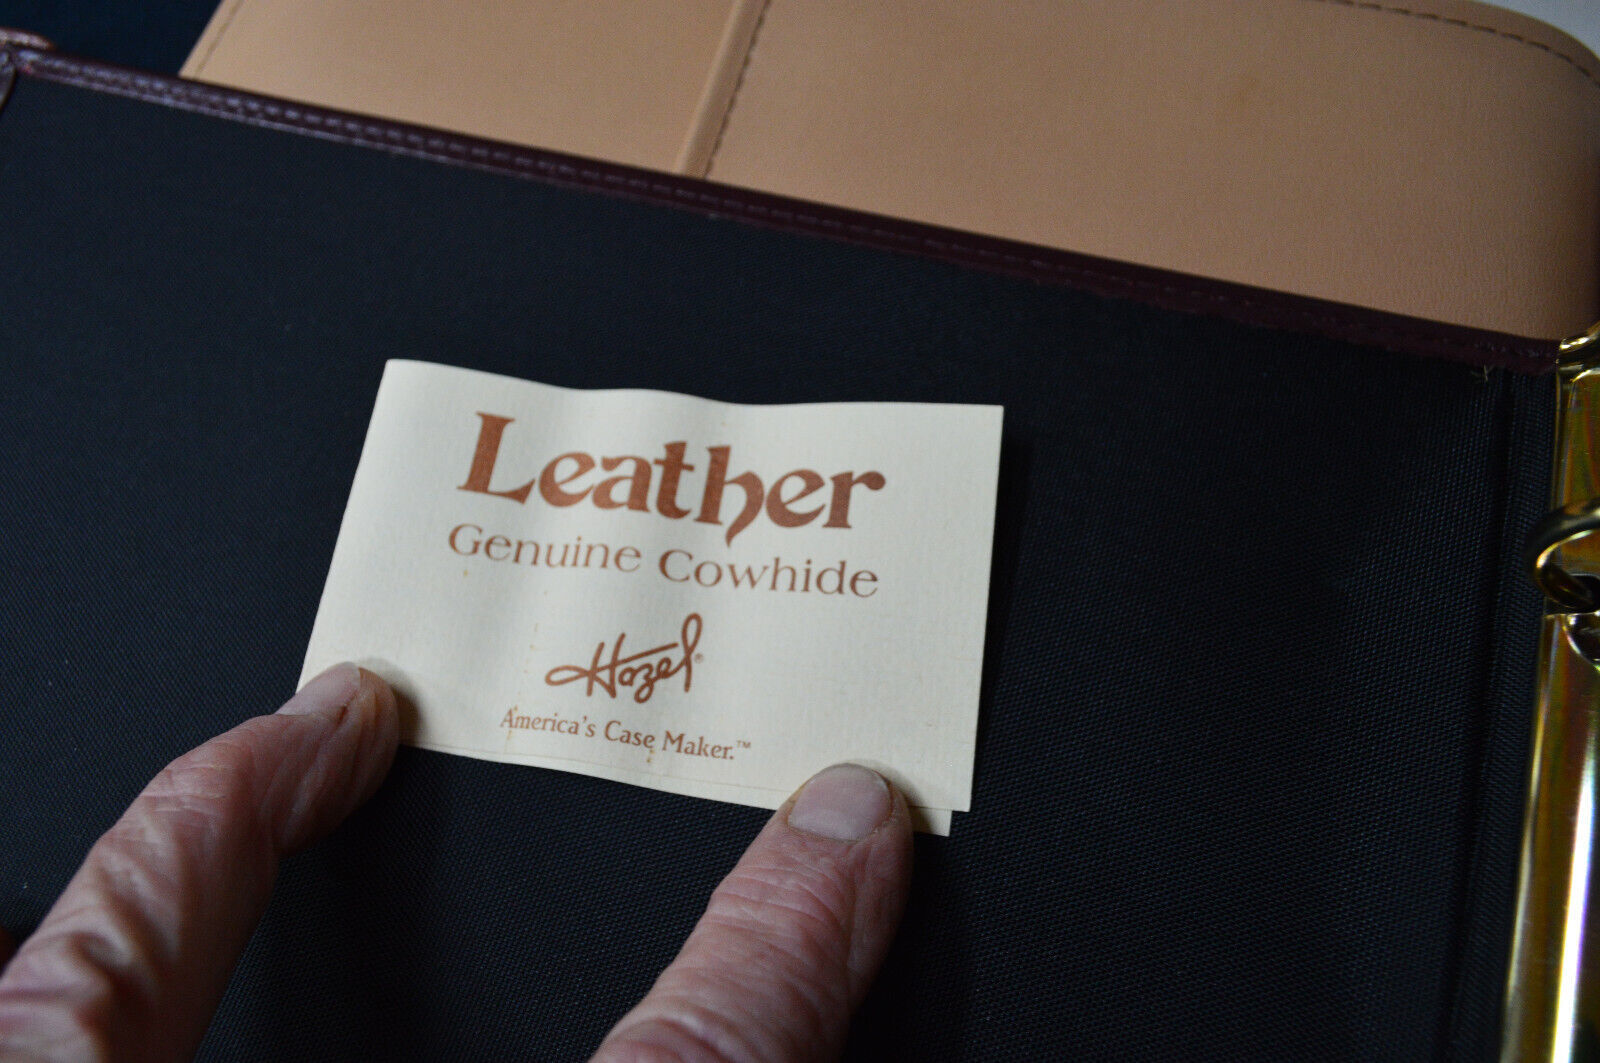 Leather
Genuine Cowhide
Hazel®
America's Case Maker.™